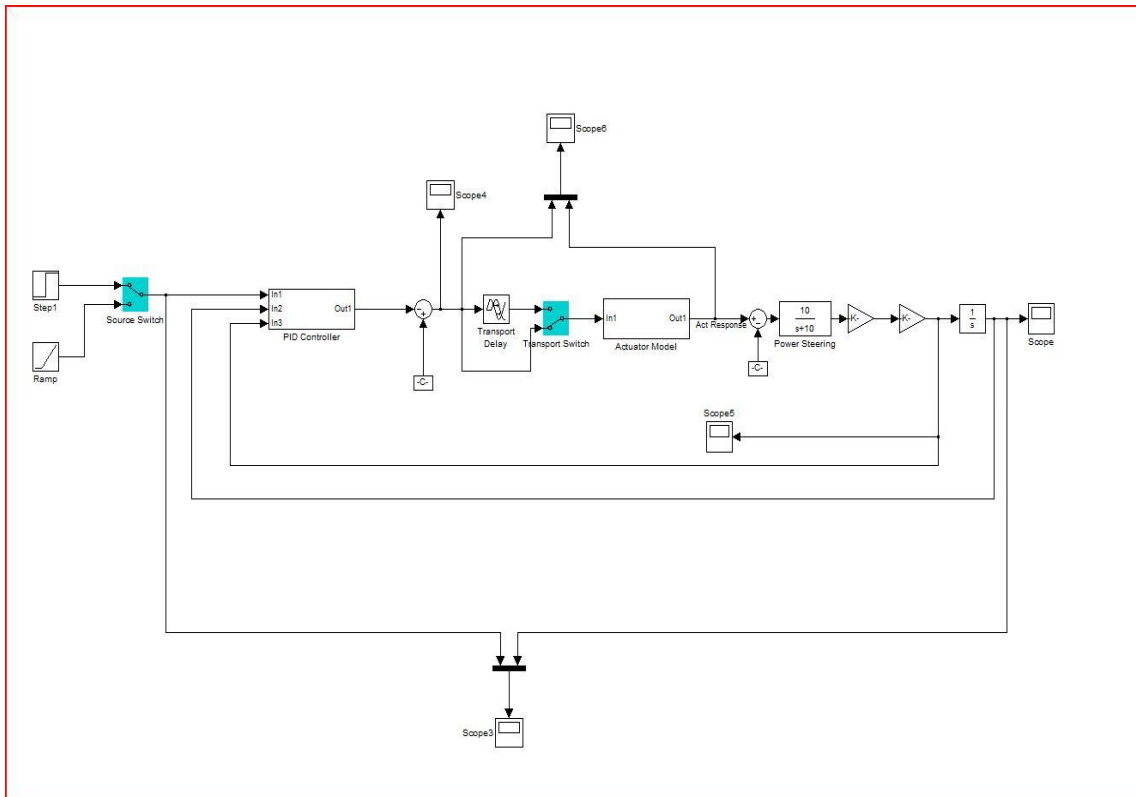 Scope6
Scope4
Step1
Source Switch
In1
In2
In3
Out1
PID Controller
-C-
Transport
Delay
Transport Switch
In1
Out1
Actuator Model
Act Response
-C-
10
s+10
Power Steering
-K-
-K-
1
s
Scope
Ramp
Scope5
Scope3